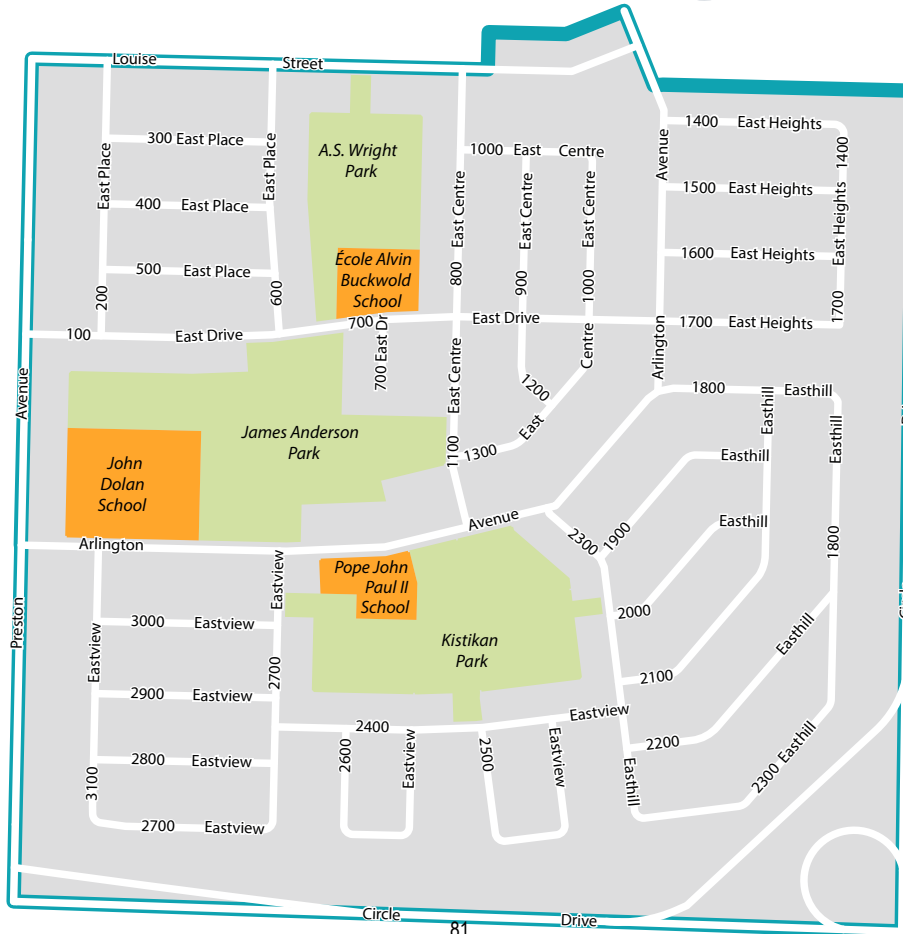 Louise
Street
1400 East Heights
1400
300 East Place
East Place
East Place
A.S. Wright
Park
1000 East Centre
Avenue
1500 East Heights
East Heights
400 East Place
East Centre
East Centre
East Centre
1600 East Heights
500 East Place
École Alvin
Buckwold
School
800
900
1000
200
600
1700
100
East Drive
700
East Drive
1700 East Heights
700 East Dr
Centre
Arlington
Avenue
East Centre
1200
East
1800 Easthill
Easthill
Easthill
James Anderson
Park
1100
1300
Easthill
John
Dolan
School
Avenue
Easthill
Arlington
2300
1900
1800
Pope John
Paul II
School
Eastview
2000
3000 Eastview
Easthill
Preston
Eastview
Kistikan
Park
2700
2100
2900 Eastview
Eastview
2400
2200
2600
Eastview
2500
Eastview
2800 Eastview
Easthill
2300 Easthill
3100
2700 Eastview
Circle
Drive
81